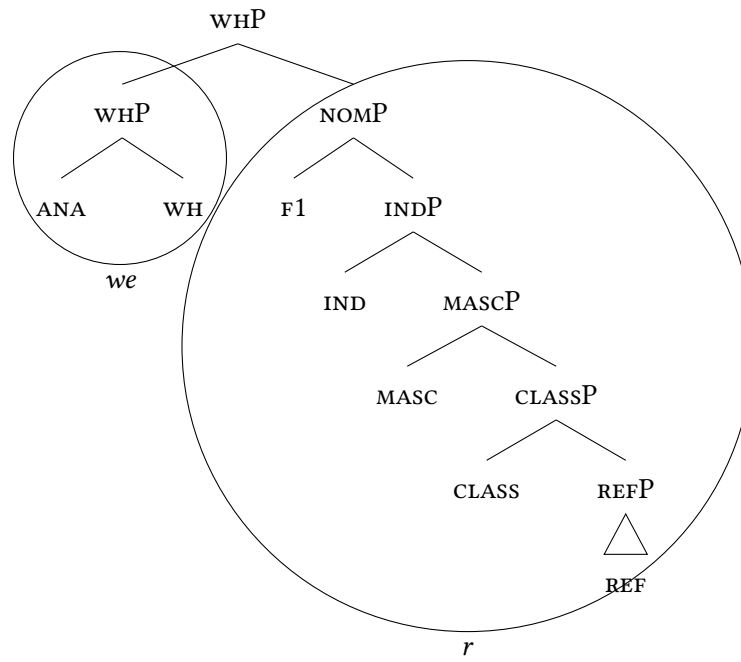 WHP
WHP NOMP
ANA WH F1 INDP
we
IND MASCP
MASC CLASSP
CLASS REFP
REF
r